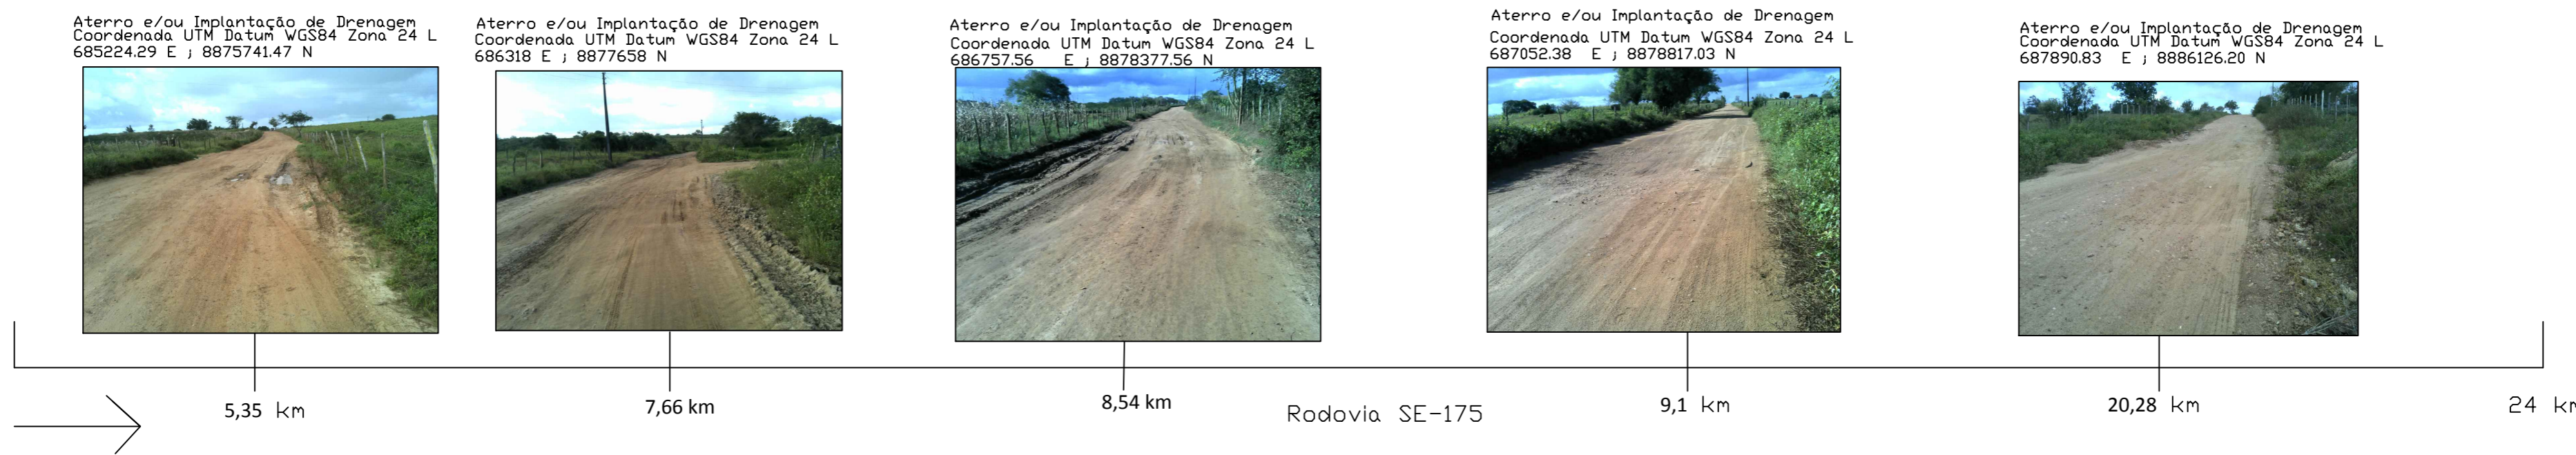 Aterro e/ou Implantação de Drenagem
Coordenada UTM Datum WGS84 Zona 24 L
685224.29 E ; 8875741.47 N
Aterro e/ou Implantação de Drenagem
Coordenada UTM Datum WGS84 Zona 24 L
686318 E ; 8877658 N
Aterro e/ou Implantação de Drenagem
Coordenada UTM Datum WGS84 Zona 24 L
686757.56 E ; 8878377.56 N
Aterro e/ou Implantação de Drenagem
Coordenada UTM Datum WGS84 Zona 24 L
687052.38 E ; 8878817.03 N
Aterro e/ou Implantação de Drenagem
Coordenada UTM Datum WGS84 Zona 24 L
687890.83 E ; 8886126.20 N
5,35 km
7,66 km
8,54 km
9,1 km
20,28 km
24 km
Rodovia SE-175